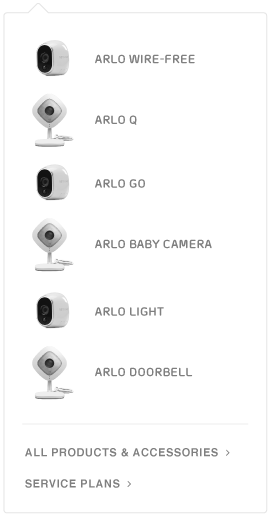 ARLO WIRE-FREE
ARLO Q
ARLO GO
ARLO BABY CAMERA
ARLO LIGHT
ARLO DOORBELL
ALL PRODUCTS & ACCESSORIES >
SERVICE PLANS >